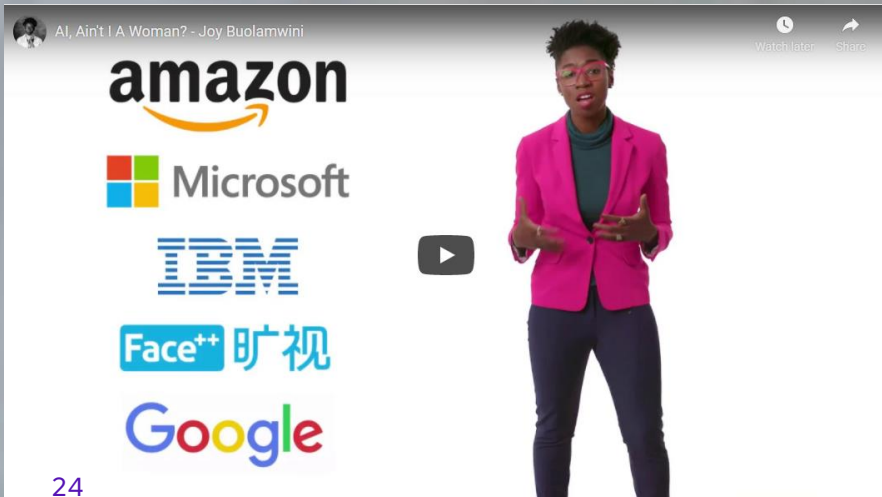 AI, Ain't I A Woman? - Joy Buolamwini
Watch later
Share
amazon
Microsoft
IBM
Face++ 旷视
Google
24